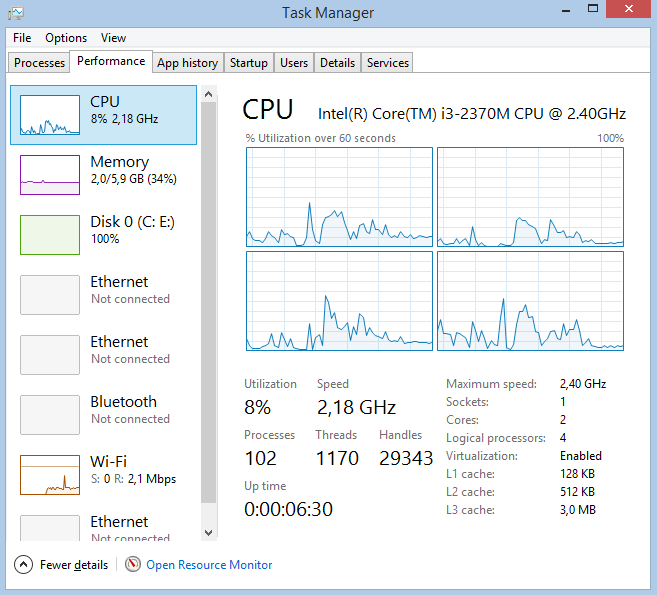 Task Manager
File Options View
Processes Performance App history Startup Users Details Services
CPU
8% 2,18 GHz
Memory
2,0/5,9 GB (34%)
Disk 0 (C: E:)
100%
Ethernet
Not connected
Ethernet
Not connected
Bluetooth
Not connected
Wi-Fi
S: 0 R: 2,1 Mbps
Ethernet
Not connected
CPU Intel(R) Core(TM) i3-2370M CPU @ 2.40GHz
% Utilization over 60 seconds 100%
Utilization Speed
8% 2,18 GHz
Processes Threads Handles
102 1170 29343
Up time
0:00:06:30
Maximum speed: 2,40 GHz
Sockets: 1
Cores: 2
Logical processors: 4
Virtualization: Enabled
L1 cache: 128 KB
L2 cache: 512 KB
L3 cache: 3,0 MB
Fewer details Open Resource Monitor